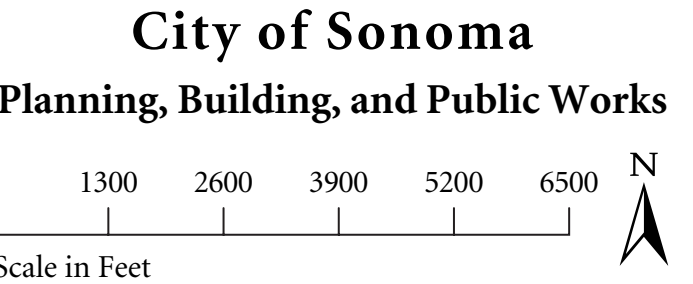 City of Sonoma
Planning, Building, and Public Works
N
1300 2600 3900 5200 6500
Scale in Feet